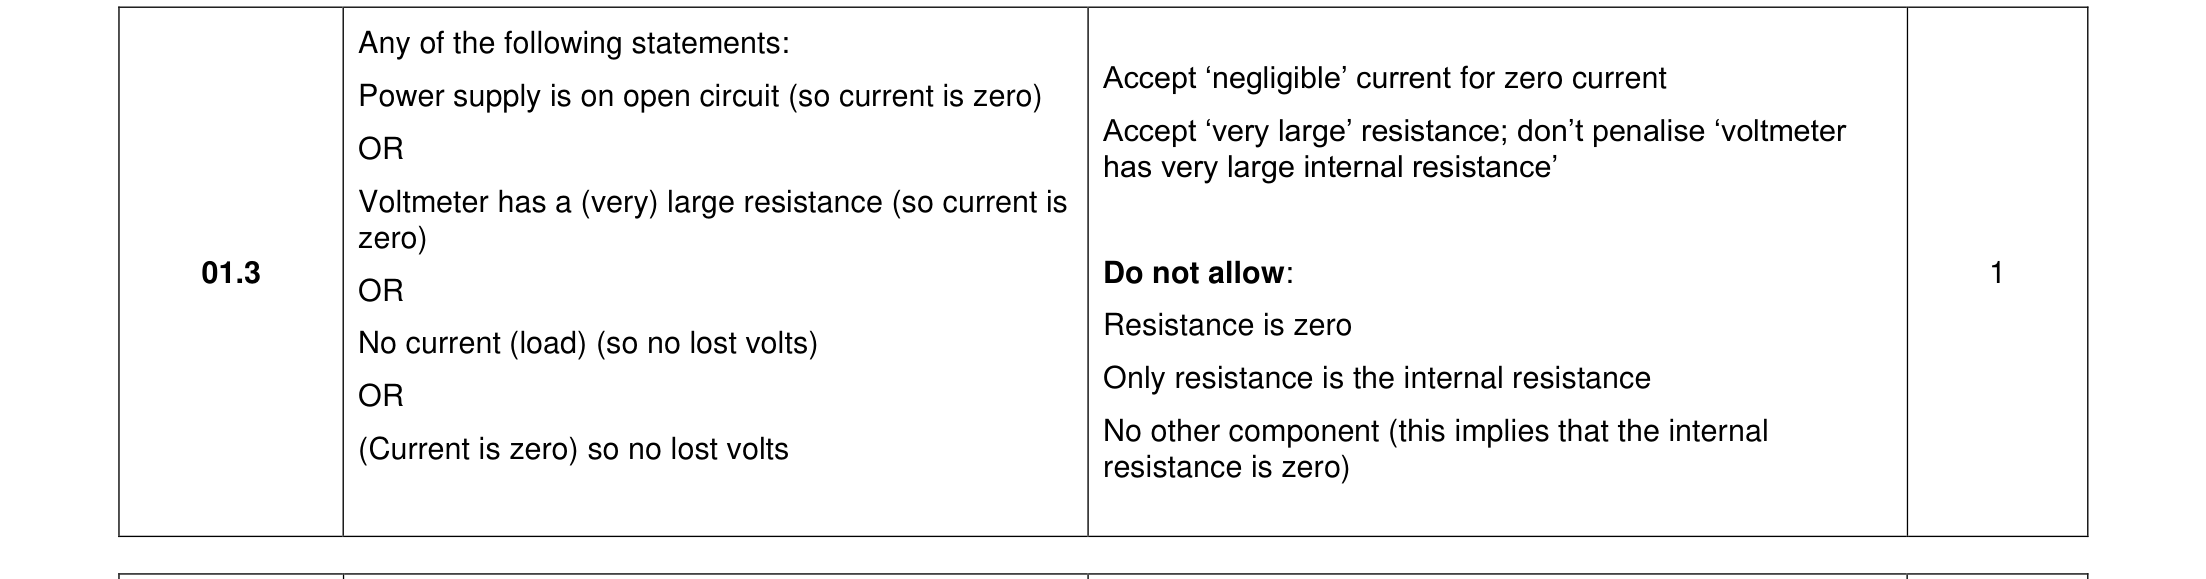 01.3
Any of the following statements:
Power supply is on open circuit (so current is zero)
OR
Voltmeter has a (very) large resistance (so current is
zero)
OR
No current (load) (so no lost volts)
OR
(Current is zero) so no lost volts
Accept ‘negligible’ current for zero current
Accept ‘very large’ resistance; don’t penalise ‘voltmeter
has very large internal resistance’
Do not allow:
Resistance is zero
Only resistance is the internal resistance
No other component (this implies that the internal
resistance is zero)
1